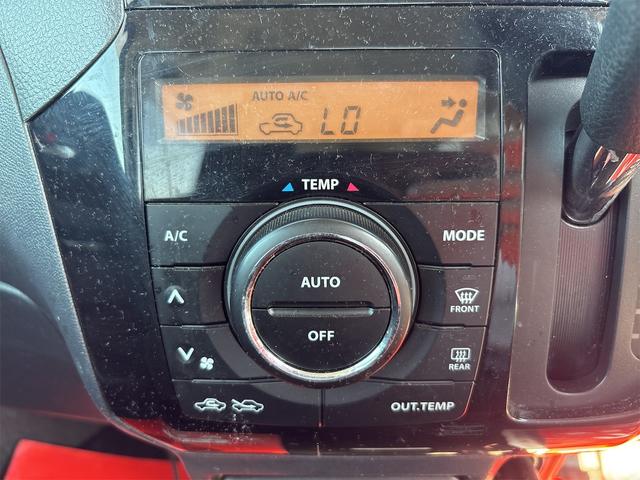 AUTO A/C
LO
TEMP
A/C
MODE
AUTO
FRONT
OFF
REAR
OUT.TEMP